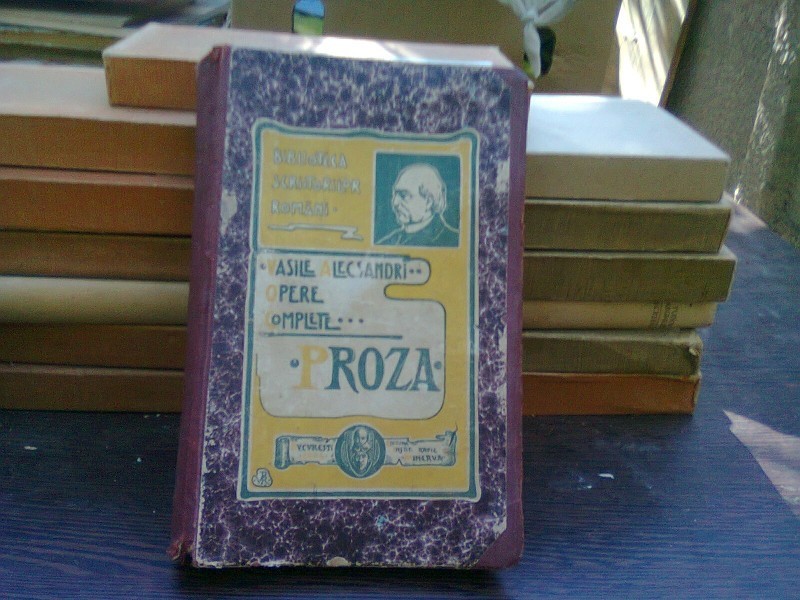 BIBLIOTECA
SCRIITORILOR
ROMÂNI
VASILE ALECSANDRI
OPERE
COMPLETE...
PROZA